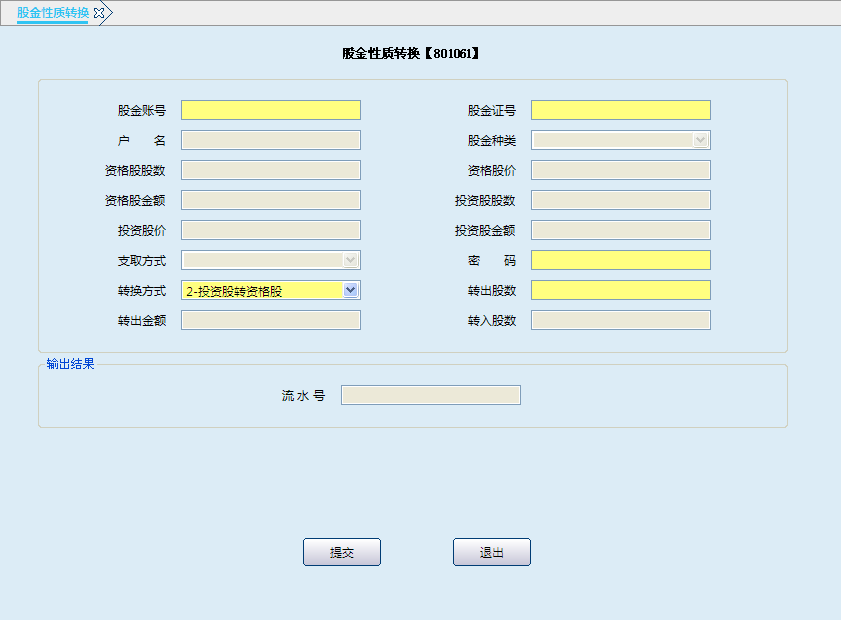 股金性质转换
股金性质转换【801061】
股金账号 股金证号
户 名 股金种类
资格股股数 资格股价
资格股金额 投资股股数
投资股价 投资股金额
支取方式 密 码
转换方式 2-投资股转资格股 转出股数
转出金额 转入股数
输出结果
流水号
提交 退出